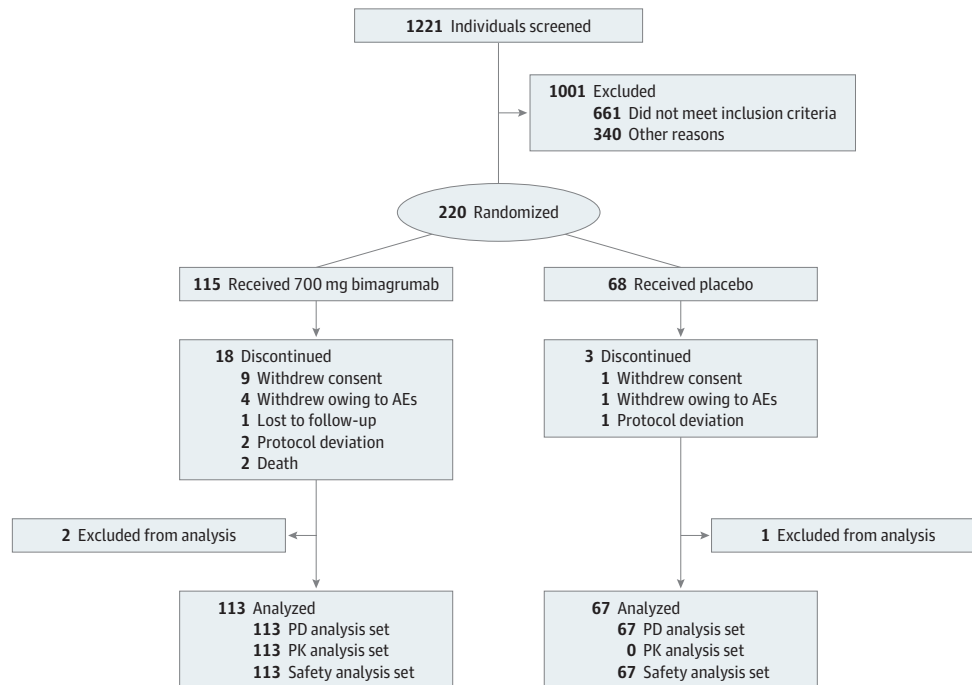 1221 Individuals screened
1001 Excluded
661 Did not meet inclusion criteria
340 Other reasons
220 Randomized
115 Received 700 mg bimagrumab
68 Received placebo
18 Discontinued
9 Withdrew consent
4 Withdrew owing to AEs
1 Lost to follow-up
2 Protocol deviation
2 Death
3 Discontinued
1 Withdrew consent
1 Withdrew owing to AEs
1 Protocol deviation
2 Excluded from analysis
1 Excluded from analysis
113 Analyzed
113 PD analysis set
113 PK analysis set
113 Safety analysis set
67 Analyzed
67 PD analysis set
0 PK analysis set
67 Safety analysis set